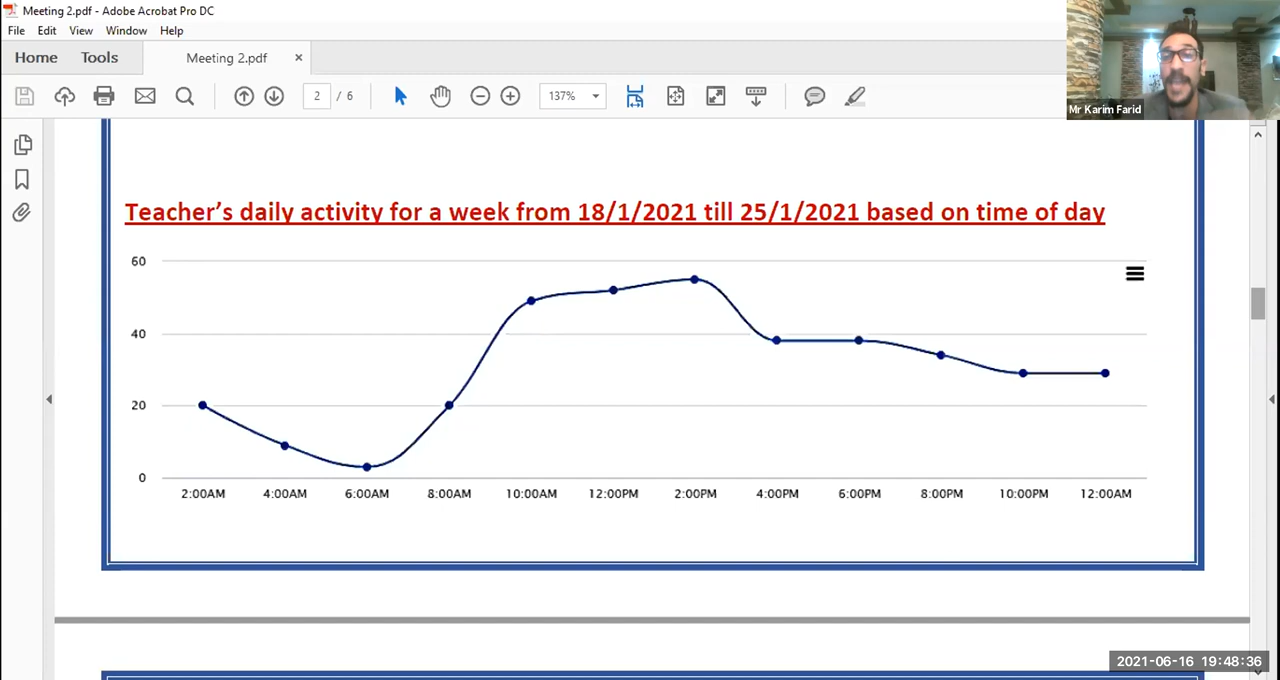 Meeting 2.pdf - Adobe Acrobat Pro DC
File Edit View Window Help
Home Tools Meeting 2.pdf ×
2 / 6 137%
Mr Karim Farid
Teacher's daily activity for a week from 18/1/2021 till 25/1/2021 based on time of day
60
40
20
0
2:00AM 4:00AM 6:00AM 8:00AM 10:00AM 12:00PM 2:00PM 4:00PM 6:00PM 8:00PM 10:00PM 12:00AM
2021-06-16 19:48:36